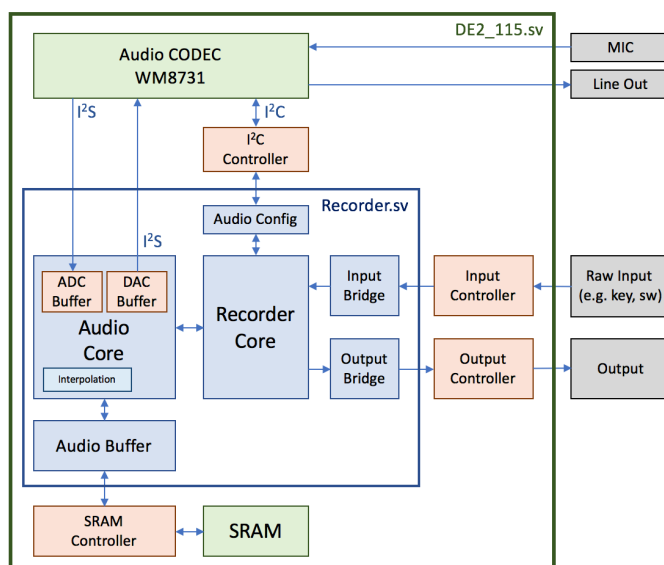 DE2_115.sv
Audio CODEC
WM8731
MIC
Line Out
I²S
I²C
I²C
Controller
Recorder.sv
Audio Config
I²S
ADC
Buffer
DAC
Buffer
Audio
Core
Interpolation
Recorder
Core
Input
Bridge
Input
Controller
Raw Input
(e.g. key, sw)
Output
Bridge
Output
Controller
Output
Audio Buffer
SRAM
Controller
SRAM